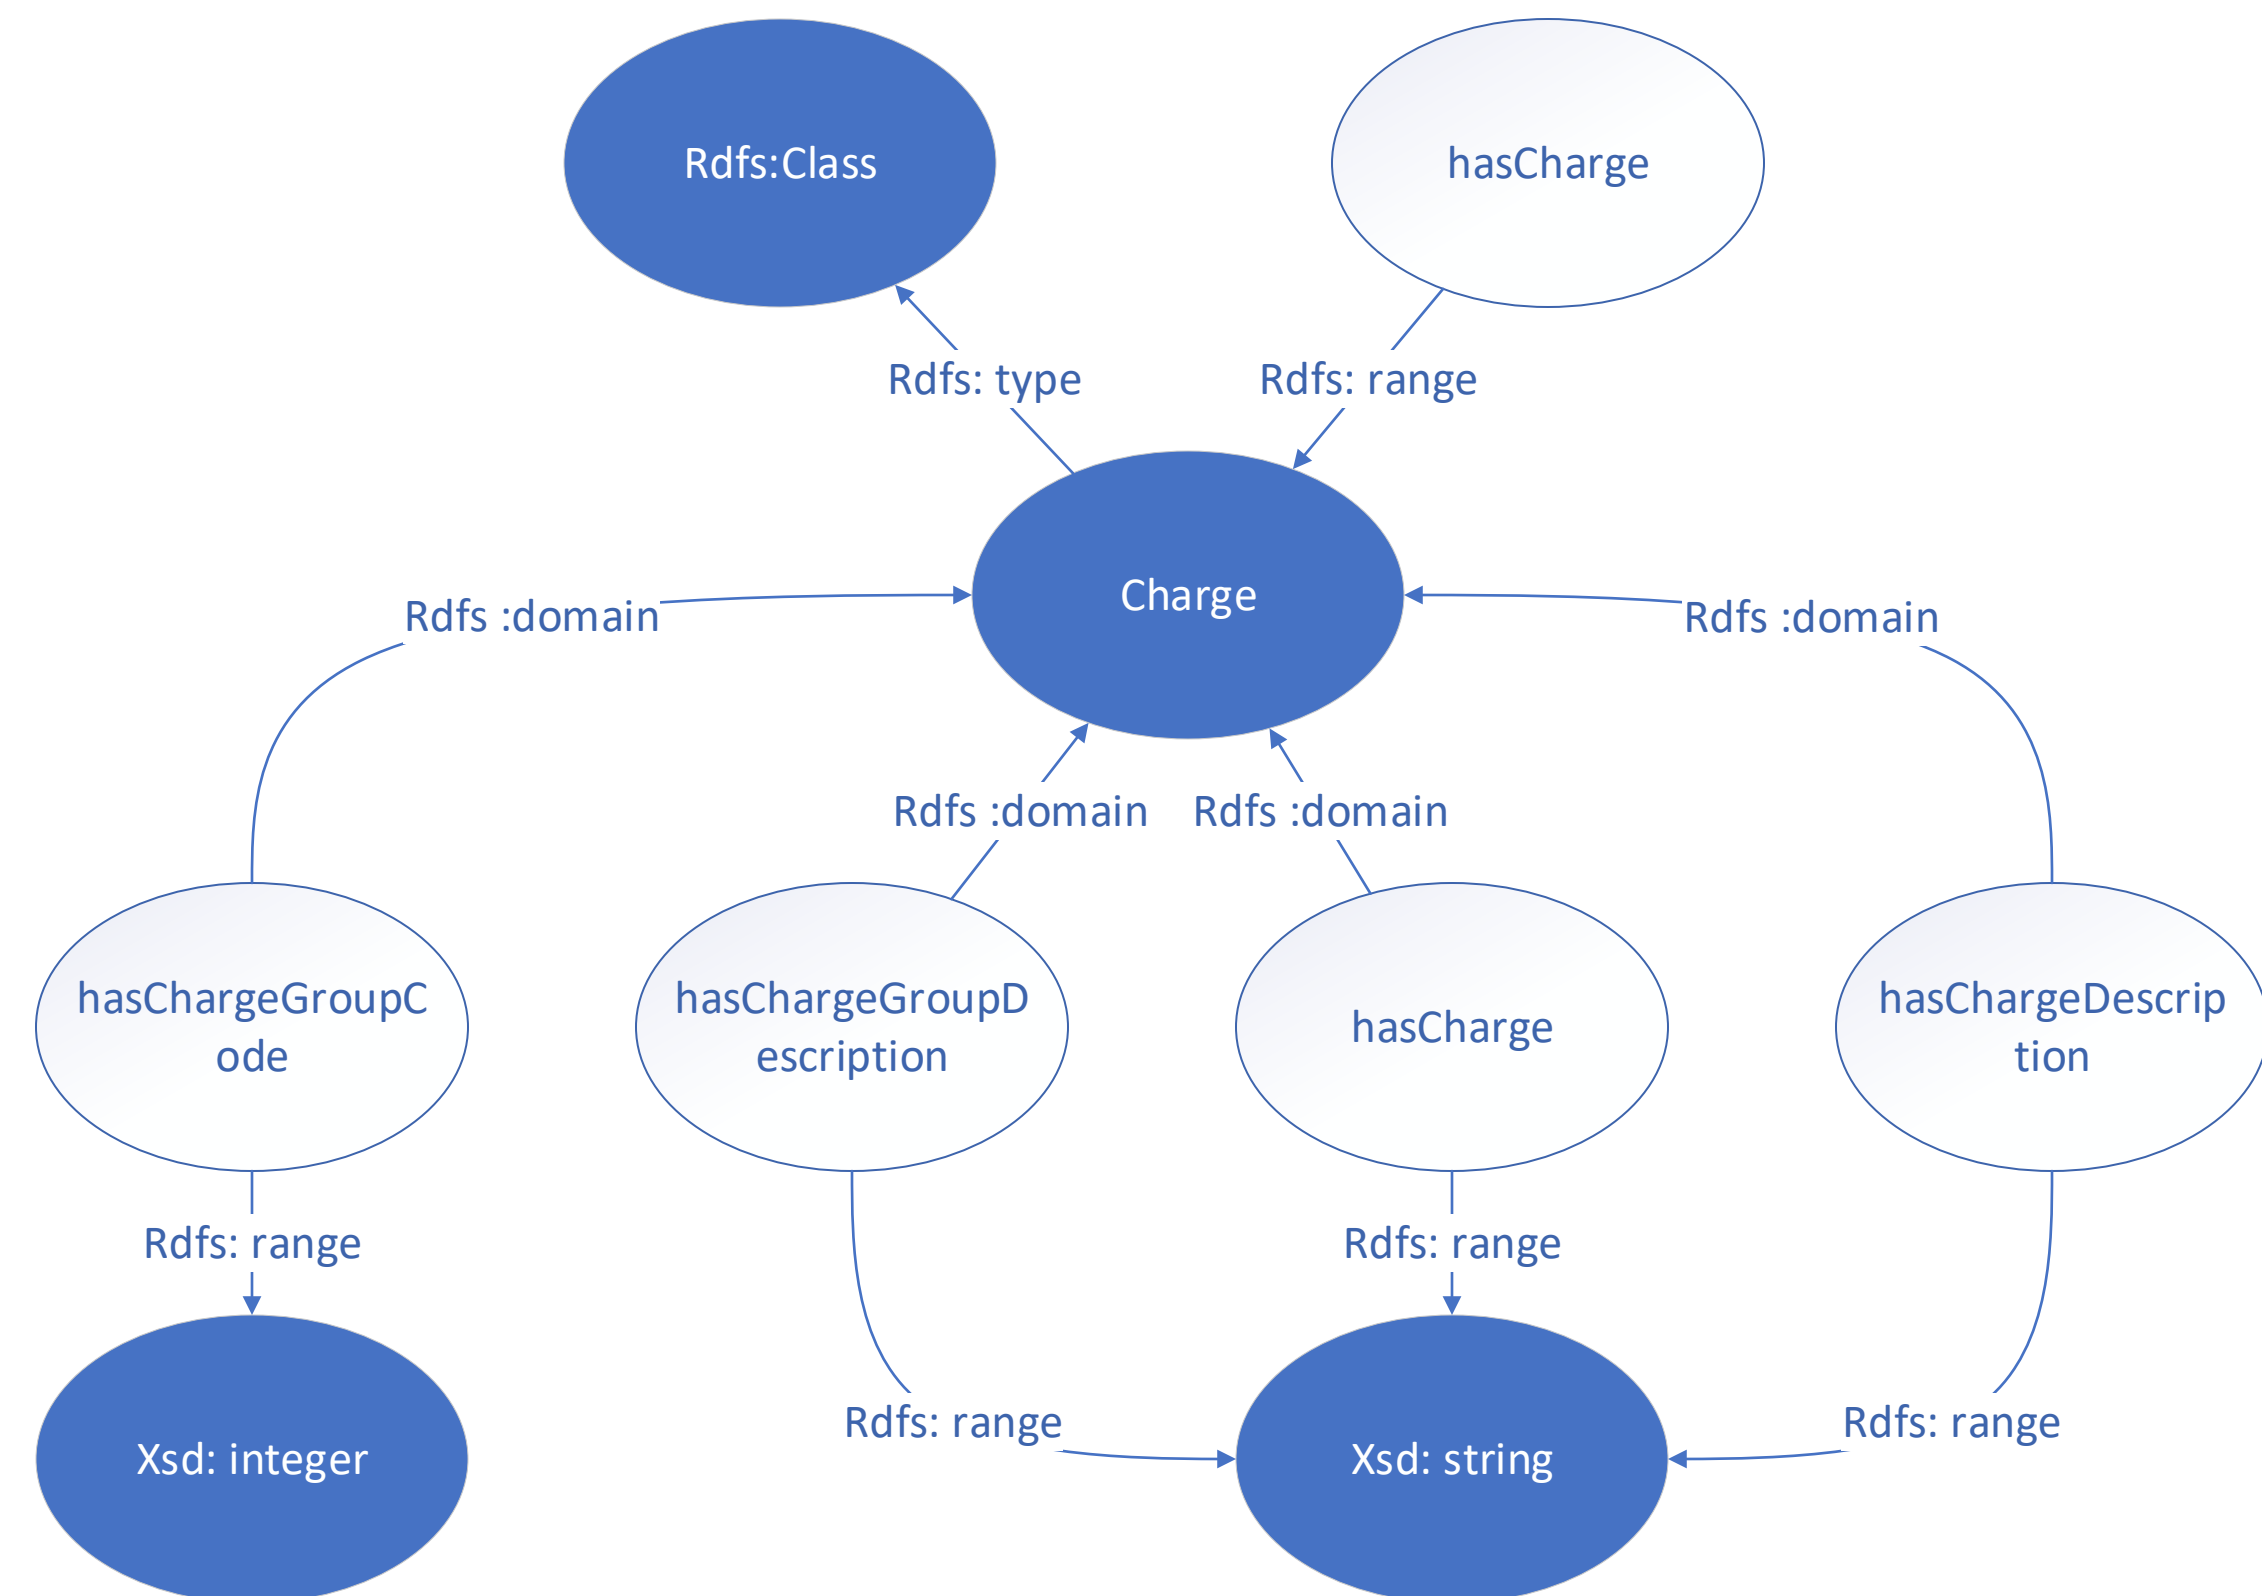 Rdfs:Class
hasCharge
Rdfs: type
Rdfs: range
Charge
Rdfs :domain
Rdfs :domain
Rdfs :domain
Rdfs :domain
hasChargeGroupC
ode
hasChargeGroupD
escription
hasCharge
hasChargeDescrip
tion
Rdfs: range
Rdfs: range
Rdfs: range
Rdfs: range
Xsd: integer
Xsd: string